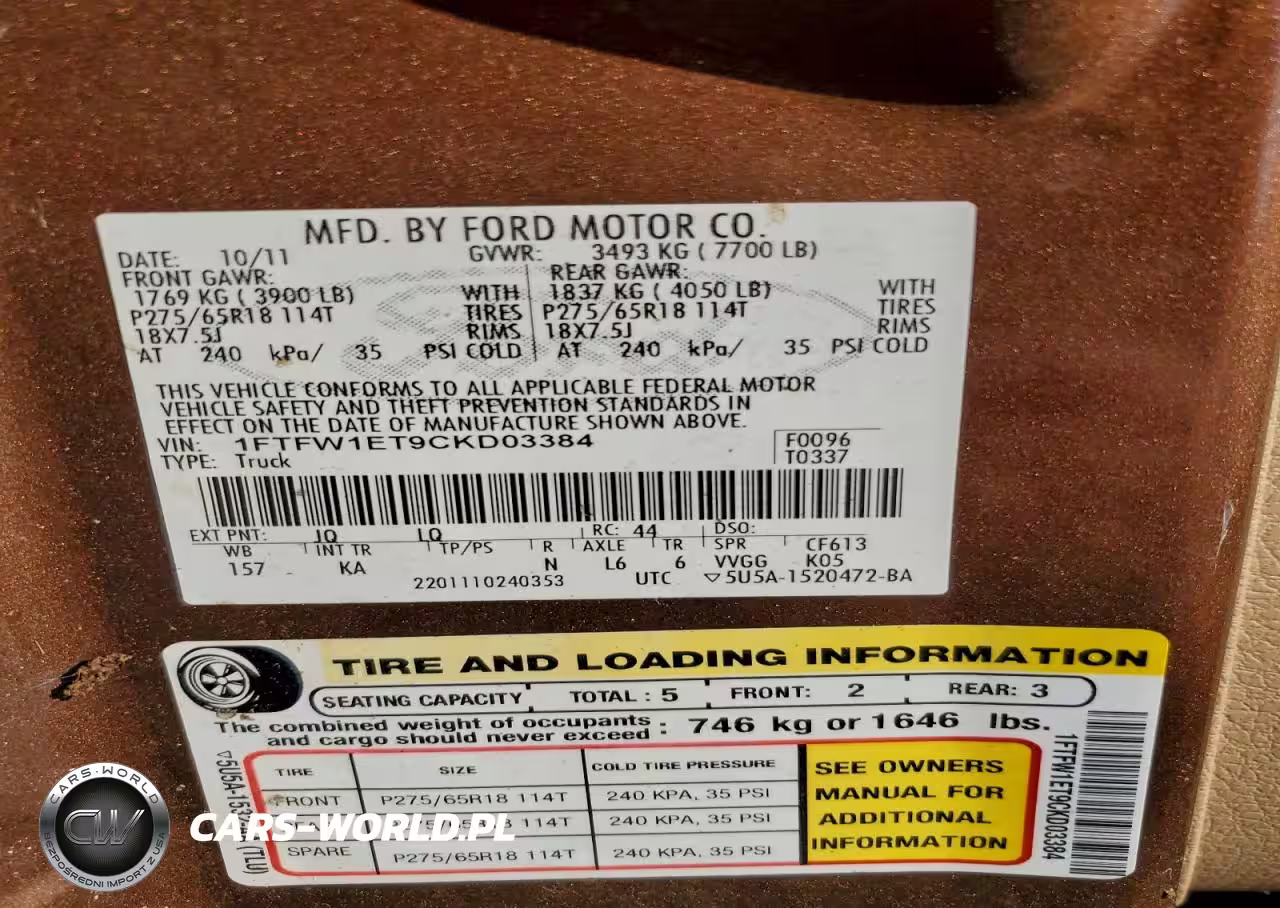 MFD. BY FORD MOTOR CO.
DATE: 10/11 GVWR: 3493 KG ( 7700 LB)
FRONT GAWR: REAR GAWR:
1769 KG ( 3900 LB) WITH 1837 KG ( 4050 LB) WITH
P275/65R18 114T TIRES P275/65R18 114T TIRES
18X7.5J RIMS 18X7.5J RIMS
AT 240 kPa/ 35 PSI COLD AT 240 kPa/ 35 PSI COLD
THIS VEHICLE CONFORMS TO ALL APPLICABLE FEDERAL MOTOR
VEHICLE SAFETY AND THEFT PREVENTION STANDARDS IN
EFFECT ON THE DATE OF MANUFACTURE SHOWN ABOVE.
VIN: 1FTFW1ET9CKD03384 F0096
TYPE: Truck T0337
EXT PNT: JQ LQ RC: 44 DSO:
WB INT TR TP/PS R AXLE TR SPR CF613
157 KA N L6 6 VVGG K05
2201110240353 UTC ▽5U5A-1520472-BA
TIRE AND LOADING INFORMATION
SEATING CAPACITY TOTAL : 5 FRONT: 2 REAR: 3
The combined weight of occupants
and cargo should never exceed : 746 kg or 1646 lbs.
TIRE SIZE COLD TIRE PRESSURE
FRONT P275/65R18 114T 240 KPA, 35 PSI
114T 240 KPA, 35 PSI
SPARE P275/65R18 114T 240 KPA, 35 PSI
SEE OWNERS
MANUAL FOR
ADDITIONAL
INFORMATION
1FTFW1ET9CKD03384
(TLU)
CARS-WORLD
CW
BEZPOŚREDNI IMPORT Z USA
CARS-WORLD.PL